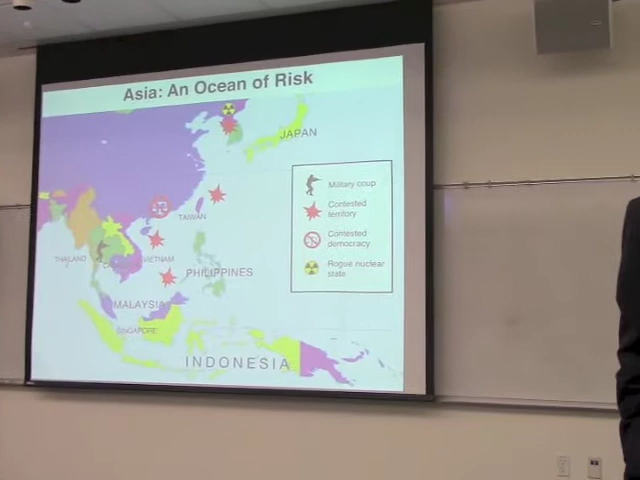 Asia: An Ocean of Risk
JAPAN
Military coup
Contested
territory
TAIWAN
Contested
democracy
THAILAND
VIETNAM
Rogue nuclear
state
PHILIPPINES
MALAYSIA
SINGAPORE
INDONESIA